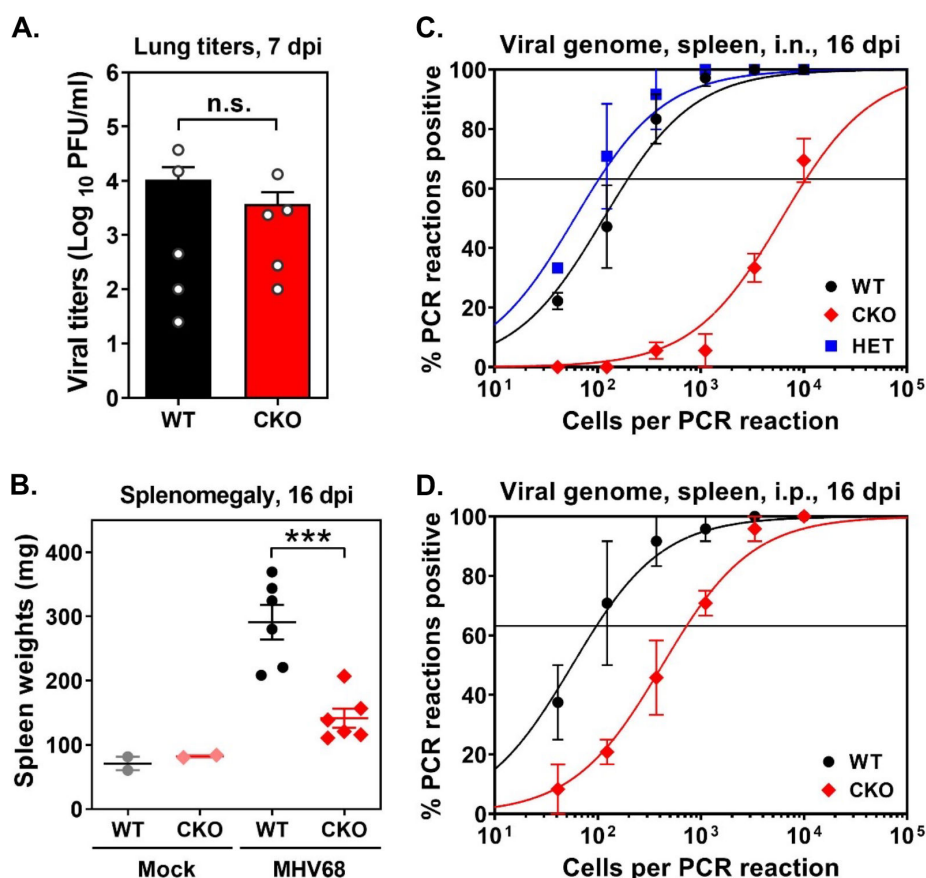 A.
Lung titers, 7 dpi
Viral titers (Log 10 PFU/ml)
6
5
4
3
2
1
0
n.s.
WT
CKO
B.
Splenomegaly, 16 dpi
Spleen weights (mg)
400
300
200
100
0
***
WT
CKO
WT
CKO
Mock
MHV68
C.
Viral genome, spleen, i.n., 16 dpi
% PCR reactions positive
100
80
60
40
20
0
WT
CKO
HET
10^1
10^2
10^3
10^4
10^5
Cells per PCR reaction
D.
Viral genome, spleen, i.p., 16 dpi
% PCR reactions positive
100
80
60
40
20
0
WT
CKO
10^1
10^2
10^3
10^4
10^5
Cells per PCR reaction